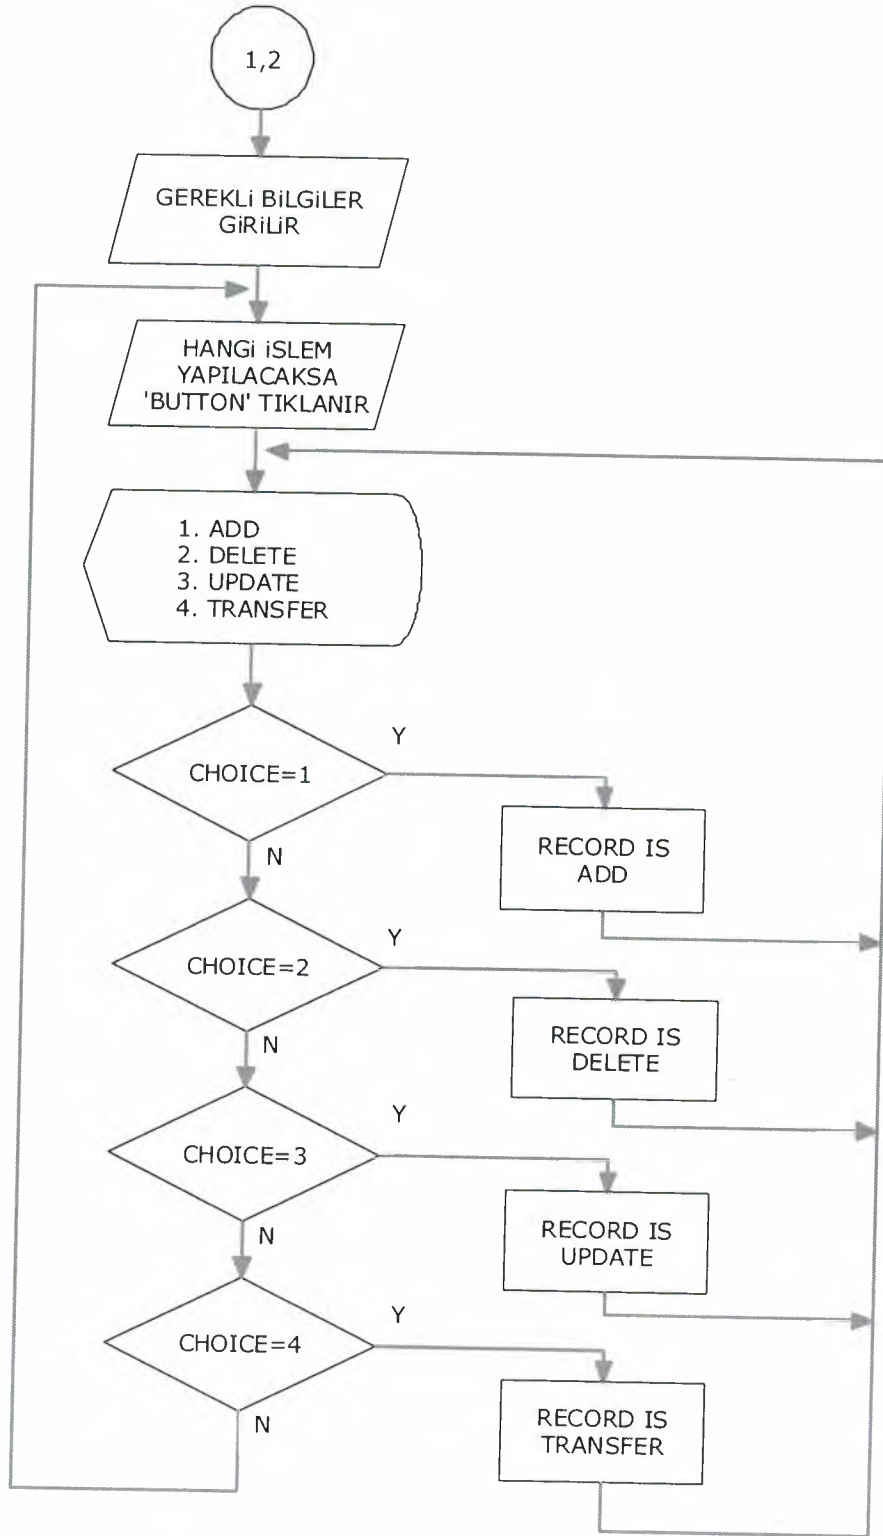 1,2
GEREKLi BiLGiLER
GiRiLiR
HANGi iSLEM
YAPILACAKSA
'BUTTON' TIKLANIR
1. ADD
2. DELETE
3. UPDATE
4. TRANSFER
CHOICE=1
Y
N
RECORD IS
ADD
CHOICE=2
Y
N
RECORD IS
DELETE
CHOICE=3
Y
N
RECORD IS
UPDATE
CHOICE=4
Y
N
RECORD IS
TRANSFER